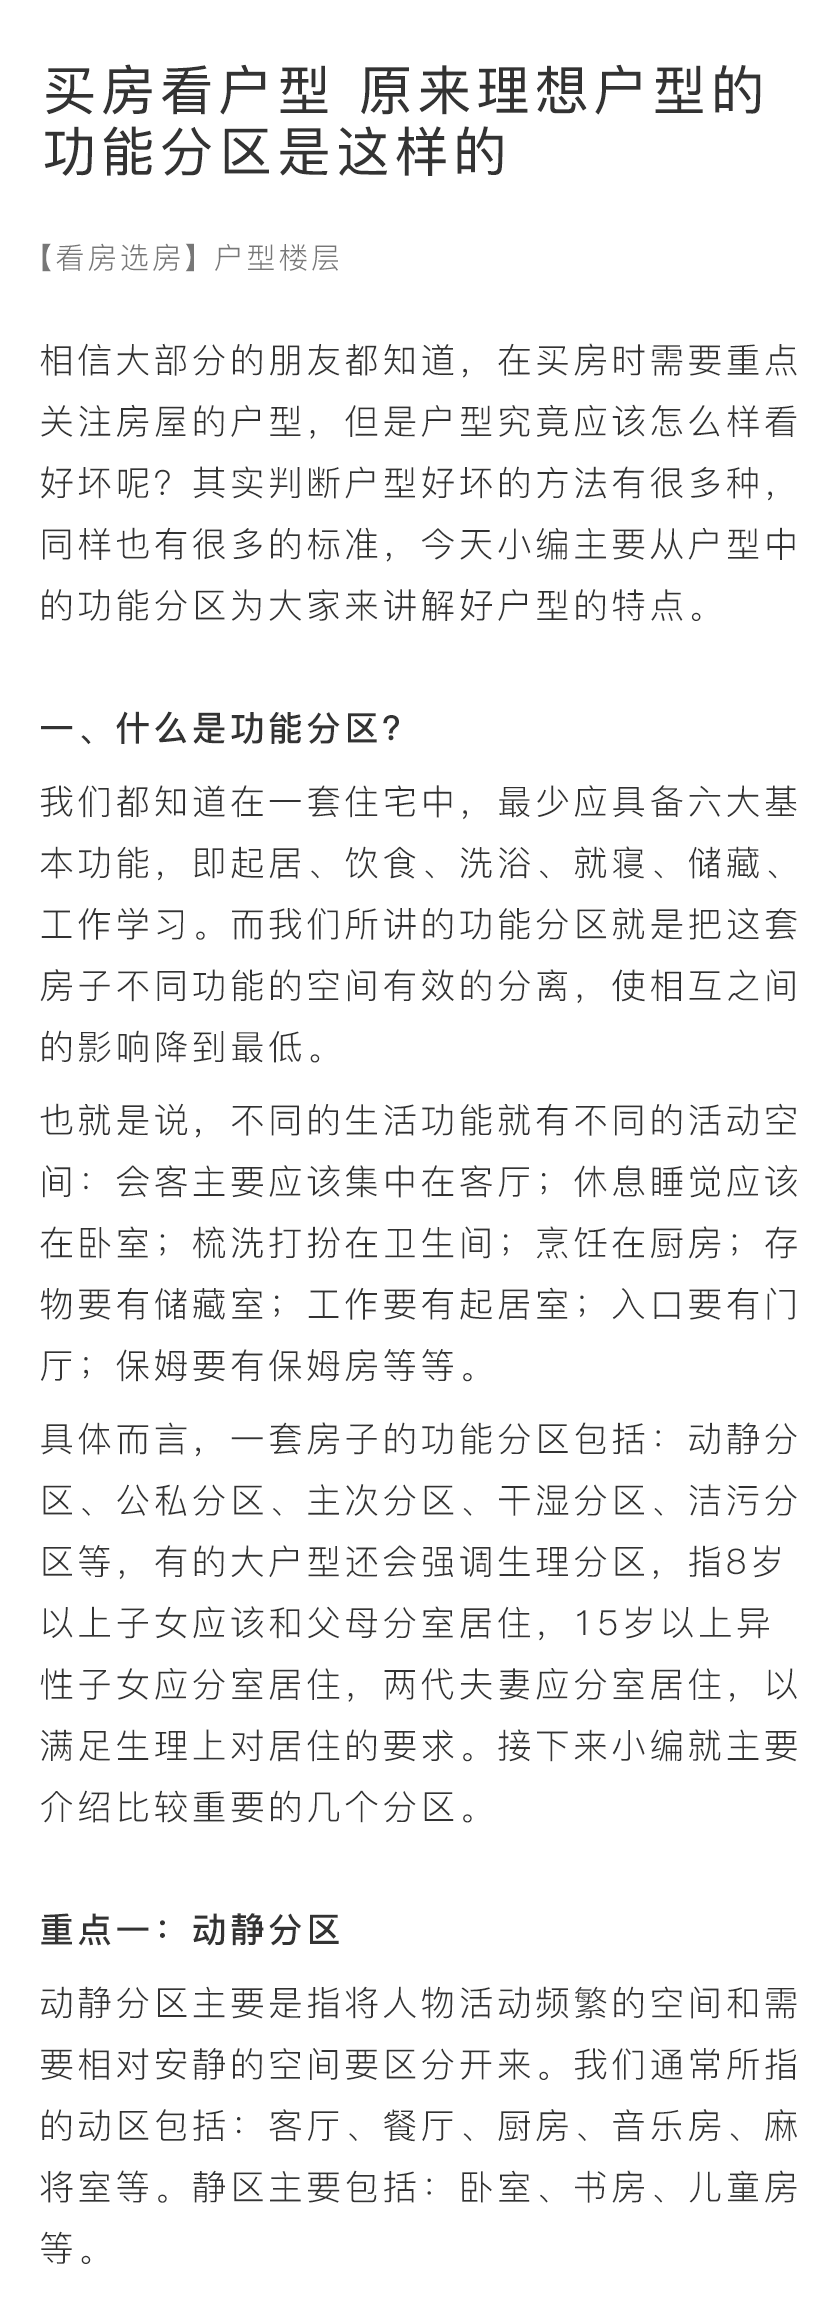 买房看户型 原来理想户型的
功能分区是这样的
【看房选房】户型楼层
相信大部分的朋友都知道，在买房时需要重点
关注房屋的户型，但是户型究竟应该怎么样看
好坏呢？其实判断户型好坏的方法有很多种，
同样也有很多的标准，今天小编主要从户型中
的功能分区为大家来讲解好户型的特点。
一、什么是功能分区?
我们都知道在一套住宅中，最少应具备六大基
本功能，即起居、饮食、洗浴、就寝、储藏、
工作学习。而我们所讲的功能分区就是把这套
房子不同功能的空间有效的分离，使相互之间
的影响降到最低。
也就是说，不同的生活功能就有不同的活动空
间：会客主要应该集中在客厅；休息睡觉应该
在卧室；梳洗打扮在卫生间；烹饪在厨房；存
物要有储藏室；工作要有起居室；入口要有门
厅；保姆要有保姆房等等。
具体而言，一套房子的功能分区包括：动静分
区、公私分区、主次分区、干湿分区、洁污分
区等，有的大户型还会强调生理分区，指8岁
以上子女应该和父母分室居住，15岁以上异
性子女应分室居住，两代夫妻应分室居住，以
满足生理上对居住的要求。接下来小编就主要
介绍比较重要的几个分区。
重点一：动静分区
动静分区主要是指将人物活动频繁的空间和需
要相对安静的空间要区分开来。我们通常所指
的动区包括：客厅、餐厅、厨房、音乐房、麻
将室等。静区主要包括：卧室、书房、儿童房
等。